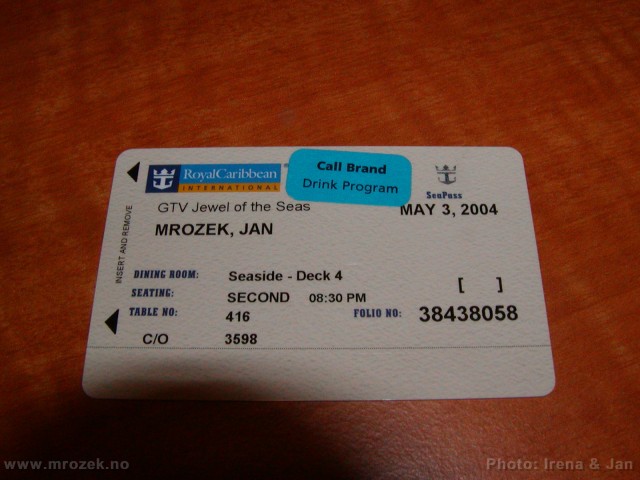 RoyalCaribbean
INTERNATIONAL
Call Brand
Drink Program
SeaPass
GTV Jewel of the Seas
MAY 3, 2004
MROZEK, JAN
INSERT AND REMOVE
DINING ROOM: Seaside - Deck 4
SEATING: SECOND 08:30 PM [ ]
TABLE NO: 416 FOLIO NO: 38438058
C/O 3598
www.mrozek.no
Photo: Irena & Jan